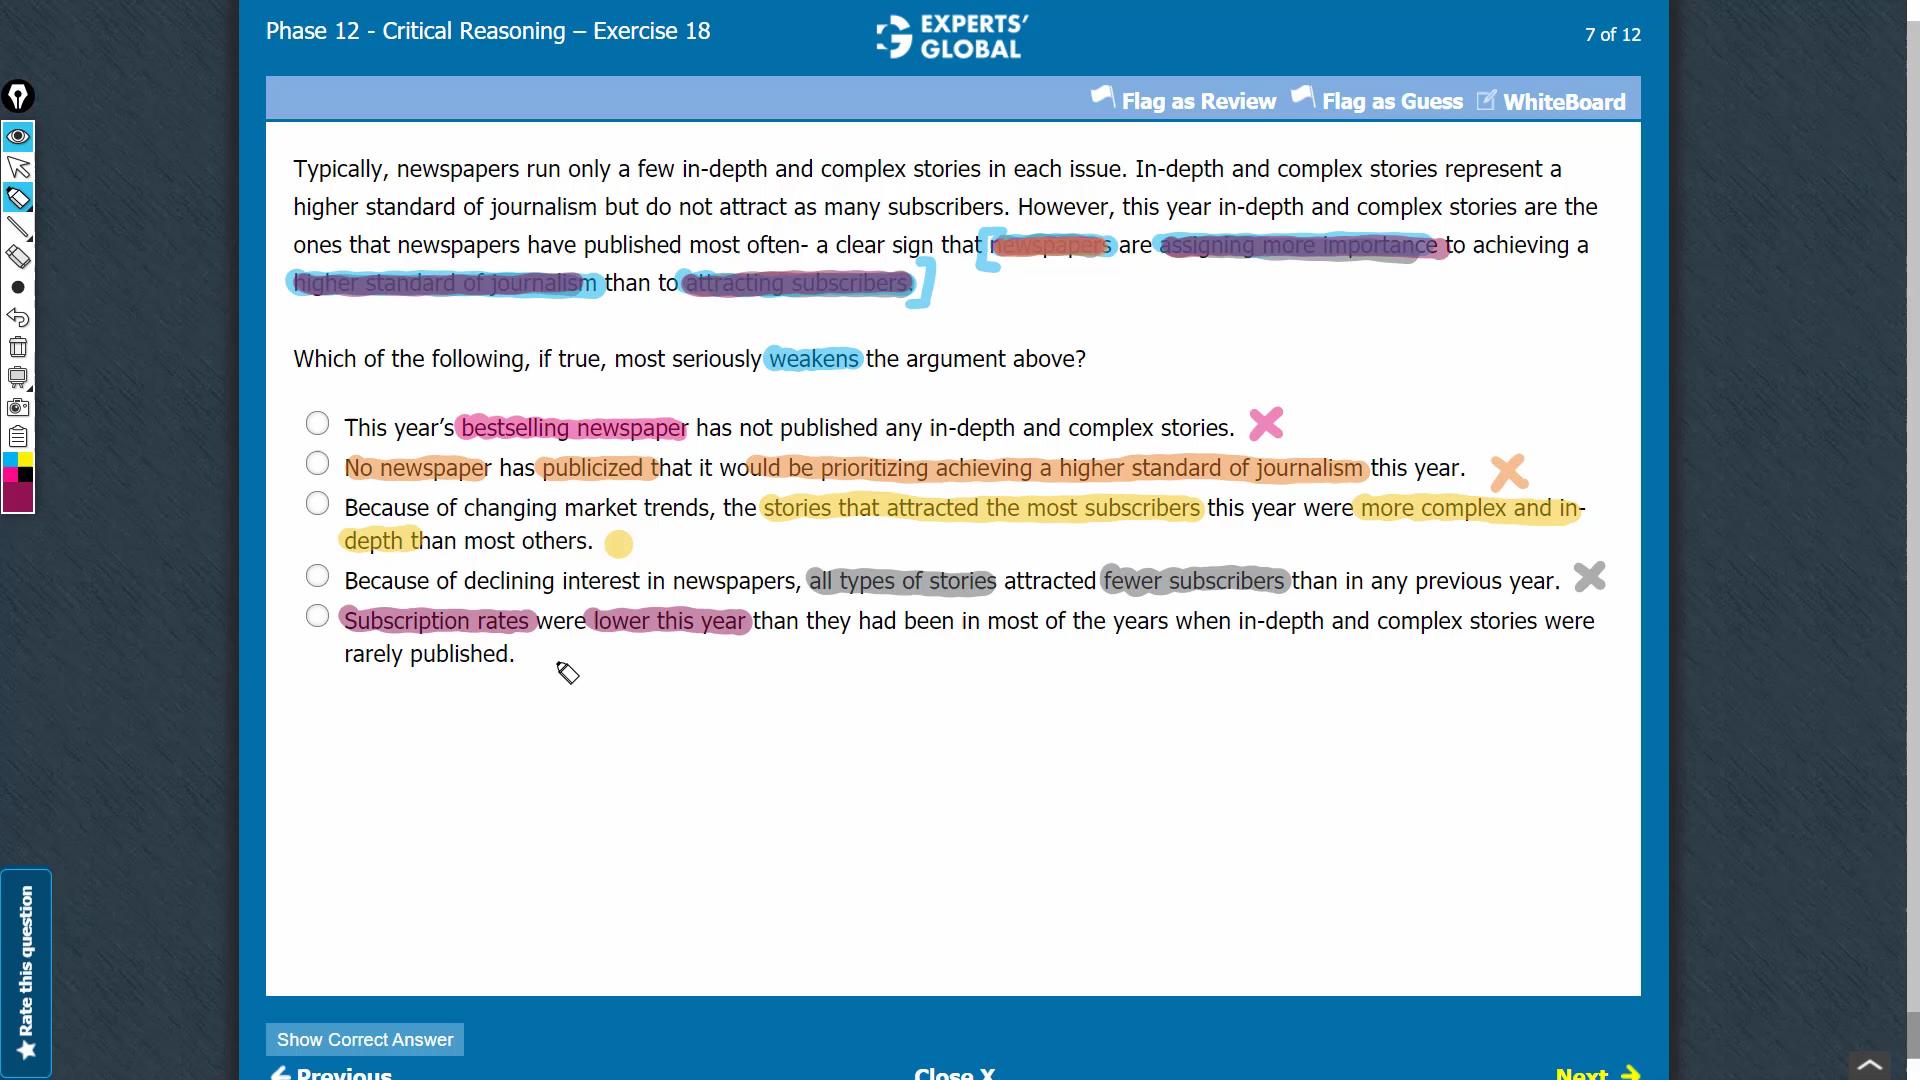 Phase 12 - Critical Reasoning – Exercise 18
EXPERTS'
GLOBAL
7 of 12
Flag as Review
Flag as Guess
WhiteBoard
Typically, newspapers run only a few in-depth and complex stories in each issue. In-depth and complex stories represent a
higher standard of journalism but do not attract as many subscribers. However, this year in-depth and complex stories are the
ones that newspapers have published most often- a clear sign that newspapers are assigning more importance to achieving a
higher standard of journalism than to attracting subscribers.
Which of the following, if true, most seriously weakens the argument above?
This year’s bestselling newspaper has not published any in-depth and complex stories.
No newspaper has publicized that it would be prioritizing achieving a higher standard of journalism this year.
Because of changing market trends, the stories that attracted the most subscribers this year were more complex and in-
depth than most others.
Because of declining interest in newspapers, all types of stories attracted fewer subscribers than in any previous year.
Subscription rates were lower this year than they had been in most of the years when in-depth and complex stories were
rarely published.
Rate this question
Show Correct Answer
Previous
Close X
Next